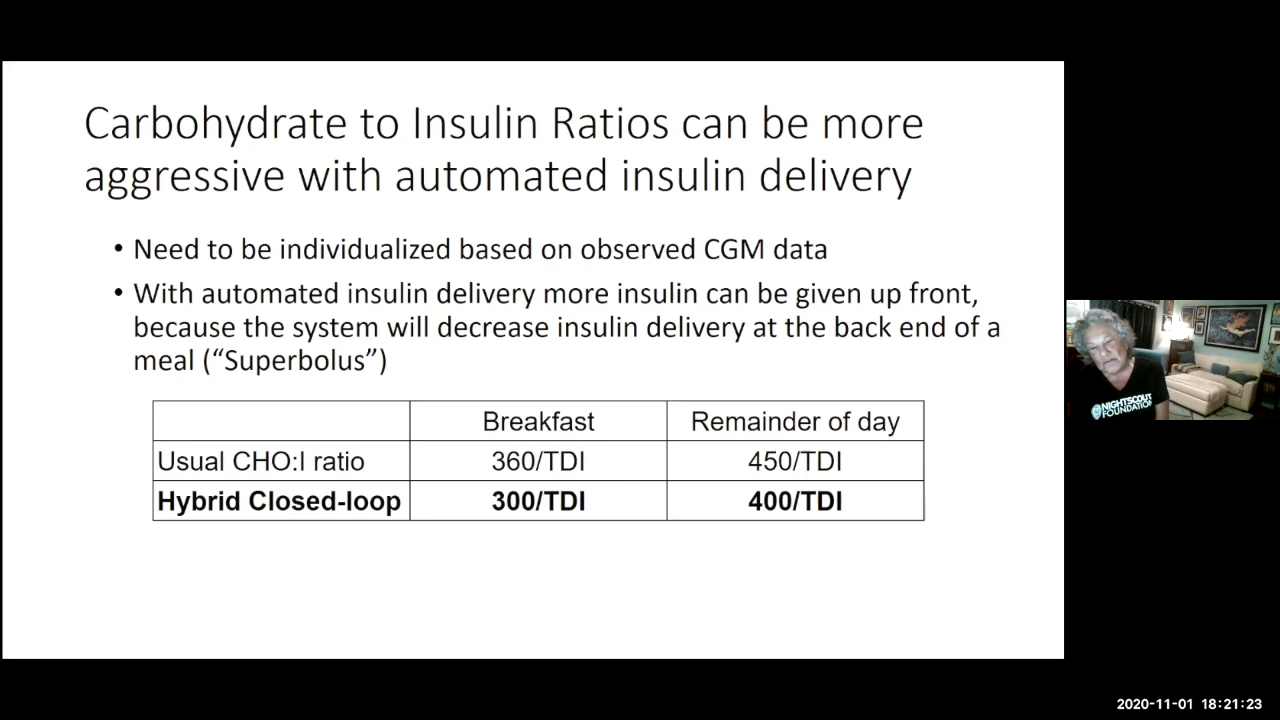 Carbohydrate to Insulin Ratios can be more
aggressive with automated insulin delivery
• Need to be individualized based on observed CGM data
• With automated insulin delivery more insulin can be given up front,
because the system will decrease insulin delivery at the back end of a
meal (“Superbolus”)
Breakfast Remainder of day
Usual CHO:I ratio 360/TDI 450/TDI
Hybrid Closed-loop 300/TDI 400/TDI
NIGHTSCOUT
FOUNDATION
2020-11-01 18:21:23